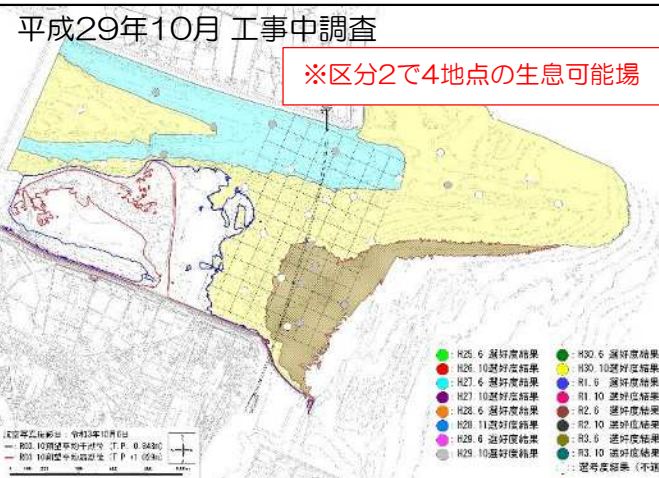 平成29年10月 工事中調査
※区分2で4地点の生息可能場
H25. 6 選好度結果
H26.10選好度結果
H27. 6 選好度結果
H27.10選好度結果
H28. 6 選好度結果
H28.11選好度結果
H29. 6 選好度結果
H29.10選好度結果
H30. 6 選好度結果
H30.10選好度結果
R1. 6 選好度結果
R1. 10 選好度結果
R2. 6 選好度結果
R2. 10 選好度結果
R3. 6 選好度結果
R3. 10 選好度結果